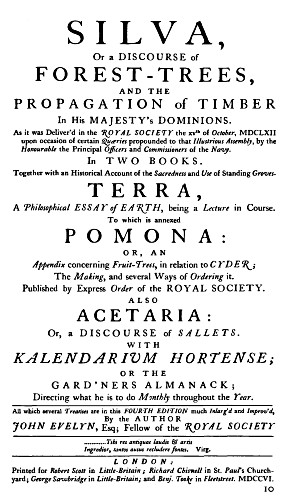 SILVA,
Or a DISCOURSE of
FOREST-TREES,
AND THE
PROPAGATION OF TIMBER
In His MAJESTY's DOMINIONS.
As it was Deliver'd in the ROYAL SOCIETY the xvth of October, MDCLXII
upon occasion of certain Quæries propounded to that Illustrious Assembly, by the
Honourable the Principal Officers and Commissioners of the Navy.
In TWO BOOKS.
Together with an Historical Account of the Sacredness and Use of Standing Groves.
TERRA,
A Philosophical ESSAY of EARTH, being a Lecture in Course.
To which is annexed
POMONA:
OR, AN
Appendix concerning Fruit-Trees, in relation to CYDER;
The Making, and several Ways of Ordering it.
Published by Express Order of the ROYAL SOCIETY.
ALSO
ACETARIA:
Or, a DISCOURSE of SALLETS.
WITH
KALENDARIUM HORTENSE;
OR THE
GARD'NERS ALMANACK;
Directing what he is to do Monthly throughout the Year.
All which several Treatises are in this FOURTH EDITION much Inlarg'd and Improv'd,
By the AUTHOR
JOHN EVELYN, Esq; Fellow of the ROYAL SOCIETY
..........Tibi res antiquæ laudis & artis
Ingredior, tantos ausus recludere fonteis. Virg.
LONDON;
Printed for Robert Scott in Little-Britain; Richard Chiswell in St. Paul's Church-
yard; George Sawbridge in Little-Britain; and Benj. Tooke in Fleetstreet. MDCCVI.
10